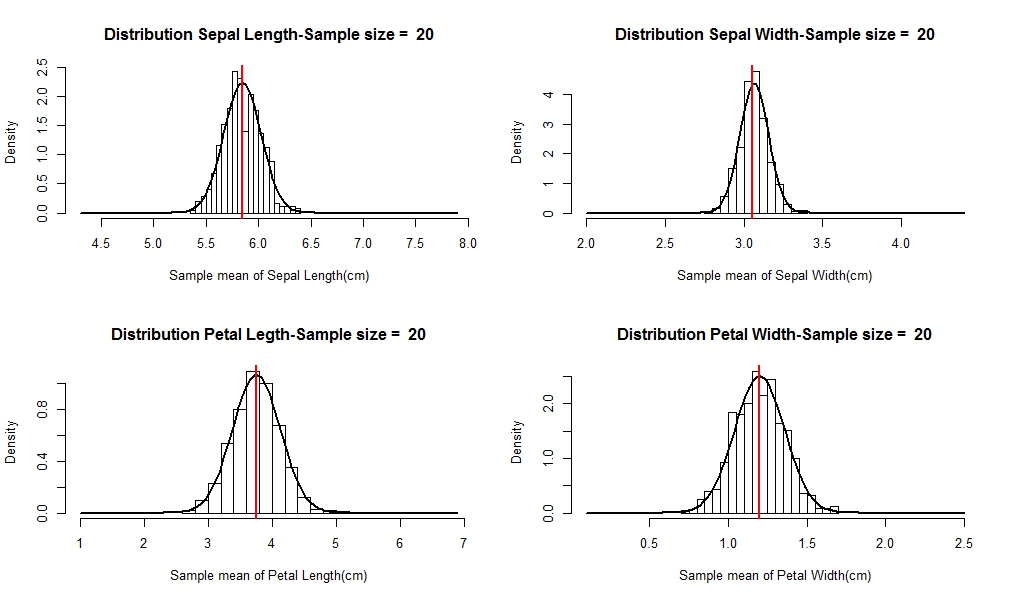 Distribution Sepal Length-Sample size =  20
Density
0.0 0.5 1.0 1.5 2.0 2.5
4.5 5.0 5.5 6.0 6.5 7.0 7.5 8.0
Sample mean of Sepal Length(cm)
Distribution Sepal Width-Sample size =  20
Density
0 1 2 3 4
2.0 2.5 3.0 3.5 4.0
Sample mean of Sepal Width(cm)
Distribution Petal Legth-Sample size =  20
Density
0.0 0.4 0.8
1 2 3 4 5 6 7
Sample mean of Petal Length(cm)
Distribution Petal Width-Sample size =  20
Density
0.0 1.0 2.0
0.5 1.0 1.5 2.0 2.5
Sample mean of Petal Width(cm)